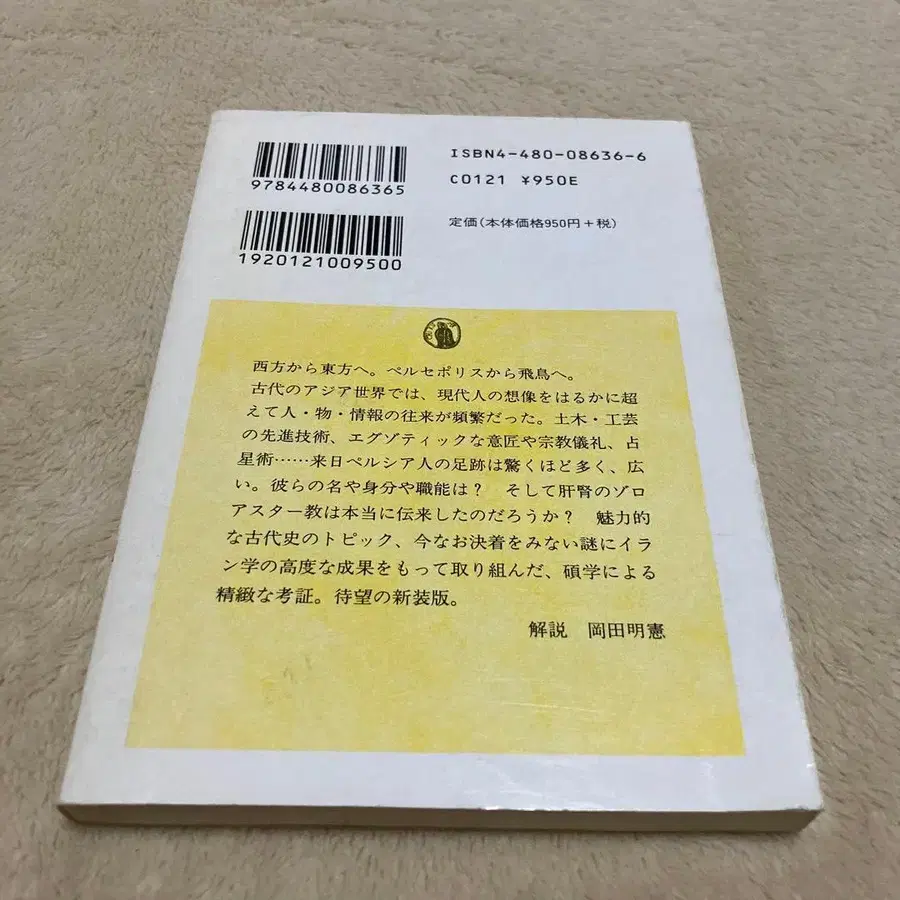 9784480086365
ISBN4-480-08636-6
C0121 ¥950E
1920121009500
定価(本体価格950円+税)
西方から東方へ。ペルセポリスから飛鳥へ。
古代のアジア世界では、現代人の想像をはるかに超
えて人・物・情報の往来が頻繁だった。土木・工芸
の先進技術、エグゾティックな意匠や宗教儀礼、占
星術……来日ペルシア人の足跡は驚くほど多く、広
い。彼らの名や身分や職能は? そして肝腎のゾロ
アスター教は本当に伝来したのだろうか? 魅力的
な古代史のトピック、今なお決着をみない謎にイラ
ン学の高度な成果をもって取り組んだ、碩学による
精緻な考証。待望の新装版。
解説 岡田明憲